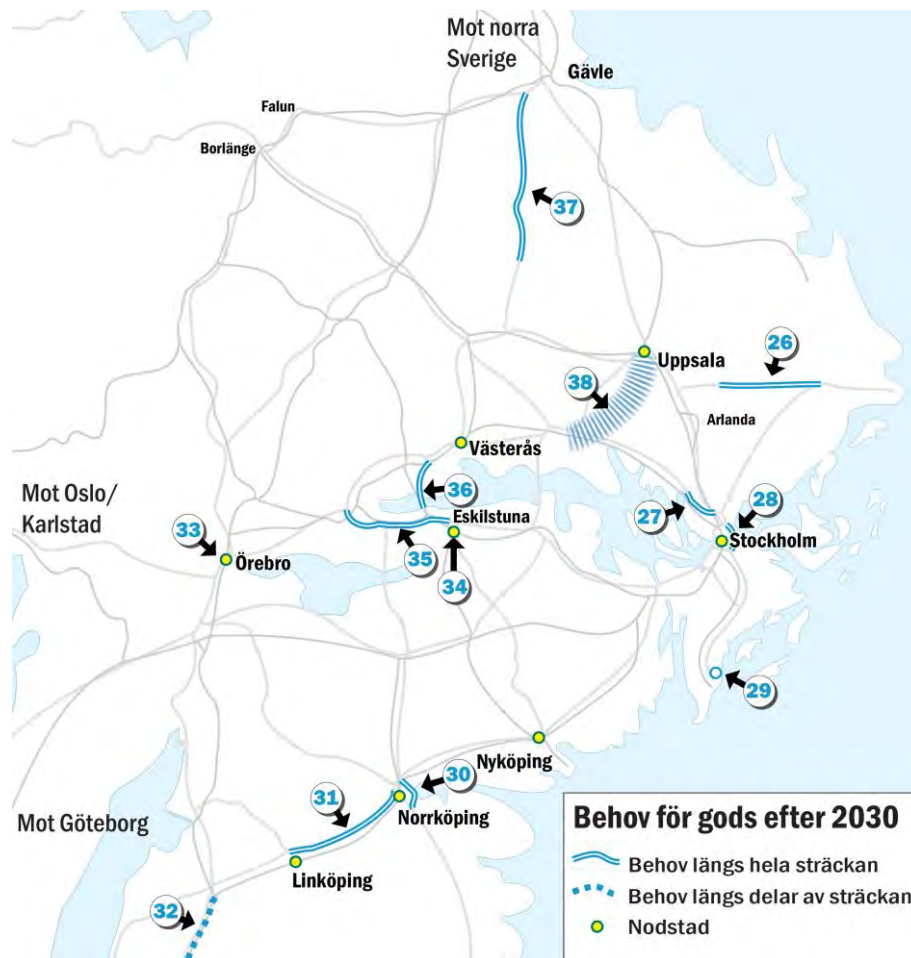 Mot norra
Sverige
Gävle
Falun
Borlänge
37
26
Uppsala
38
Arlanda
Västerås
Mot Oslo/
Karlstad
36
27
28
33
Eskilstuna
Stockholm
Örebro
35
34
29
Nyköping
30
31
Norrköping
Mot Göteborg
Linköping
32
Behov för gods efter 2030
Behov längs hela sträckan
Behov längs delar av sträckan
Nodstad